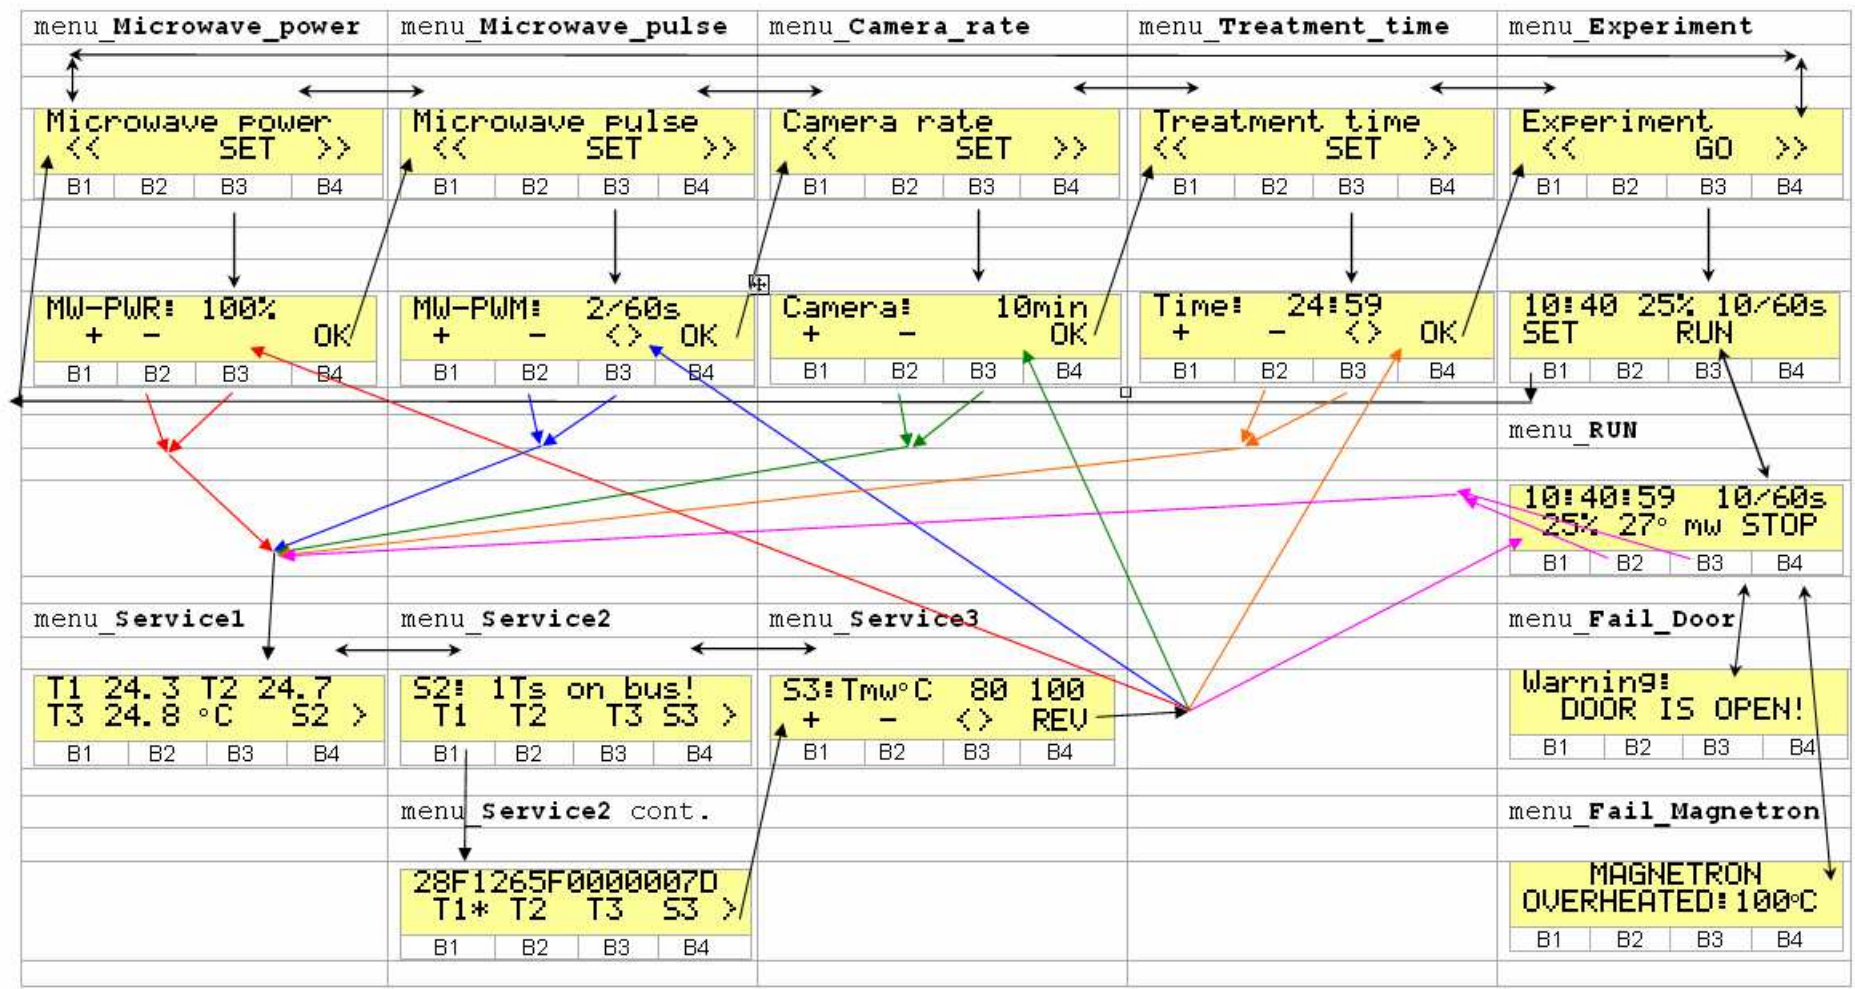 menu_Microwave_power menu_Microwave_pulse menu_Camera_rate menu_Treatment_time menu_Experiment
Microwave power
<< SET >>
B1 B2 B3 B4
Microwave pulse
<< SET >>
B1 B2 B3 B4
Camera rate
<< SET >>
B1 B2 B3 B4
Treatment time
<< SET >>
B1 B2 B3 B4
Experiment
<< GO >>
B1 B2 B3 B4
MW-PWR: 100%
+ - OK
B1 B2 B3 B4
MW-PWM: 2/60s
+ - <> OK
B1 B2 B3 B4
Camera: 10min
+ - OK
B1 B2 B3 B4
Time: 24:59
+ - <> OK
B1 B2 B3 B4
10:40 25% 10/60s
SET RUN
B1 B2 B3 B4
menu_RUN
10:40:59 10/60s
25% 27° mw STOP
B1 B2 B3 B4
menu_Service1 menu_Service2 menu_Service3 menu_Fail_Door
T1 24.3 T2 24.7
T3 24.8 °C S2 >
B1 B2 B3 B4
S2: 1Ts on bus!
T1 T2 T3 S3 >
B1 B2 B3 B4
S3:Tmw°C 80 100
+ - <> REV
B1 B2 B3 B4
Warning:
DOOR IS OPEN!
B1 B2 B3 B4
menu_Service2 cont. menu_Fail_Magnetron
28F1265F0000007D
T1* T2 T3 S3 >
B1 B2 B3 B4
MAGNETRON
OVERHEATED:100°C
B1 B2 B3 B4